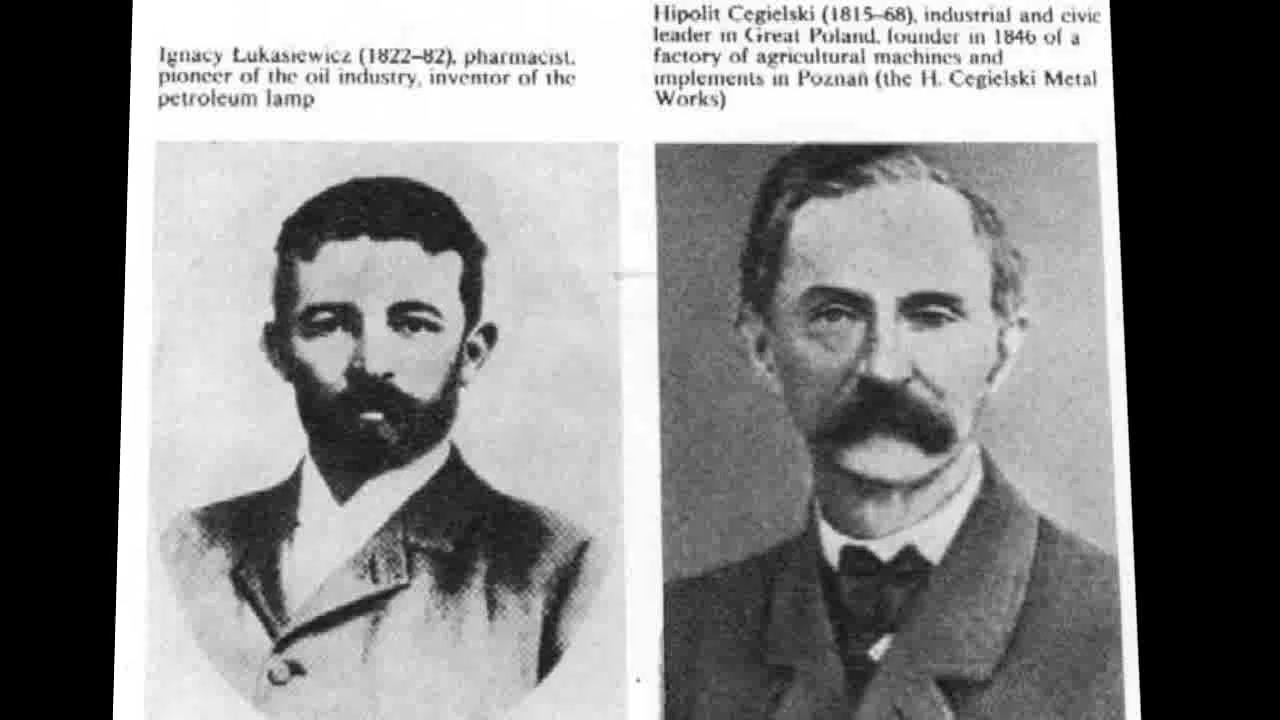 Ignacy Łukasiewicz (1822–82), pharmacist,
pioneer of the oil industry, inventor of the
petroleum lamp
Hipolit Cegielski (1815–68), industrial and civic
leader in Great Poland, founder in 1846 of a
factory of agricultural machines and
implements in Poznań (the H. Cegielski Metal
Works)